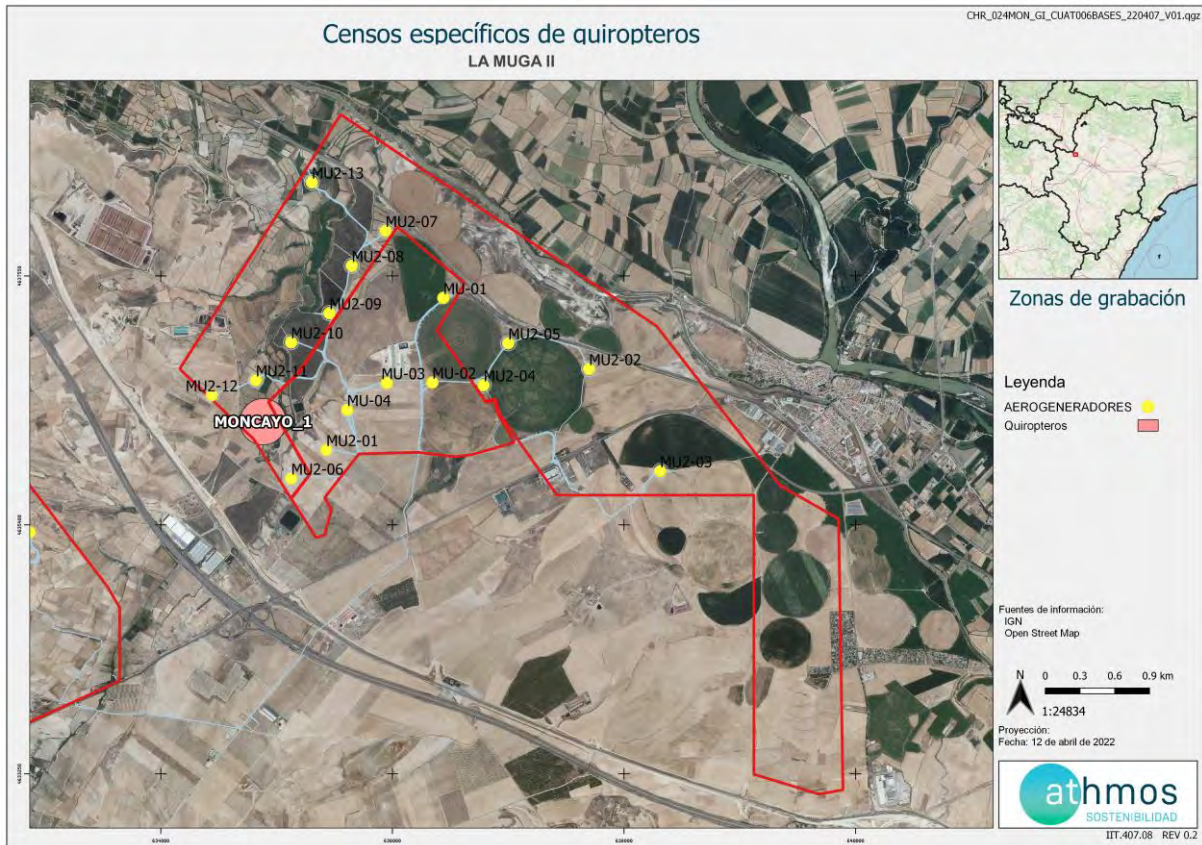 CHR_024MON_GI_CUAT006BASES_220407_V01.qgz
Censos específicos de quiropteros
LA MUGA II
MU2-13
MU2-07
MU2-08
MU-01
MU2-09
MU2-05
MU2-10
MU2-02
MU2-11
MU-03
MU-02
MU2-04
MU2-12
MU-04
MONCAYO_1
MU2-01
MU2-06
MU2-03
Zonas de grabación
Leyenda
AEROGENERADORES
Quiropteros
Fuentes de información:
IGN
Open Street Map
N
0 0.3 0.6 0.9 km
1:24834
Proyección:
Fecha: 12 de abril de 2022
athmos
SOSTENIBILIDAD
IIT.407.08 REV 0.2